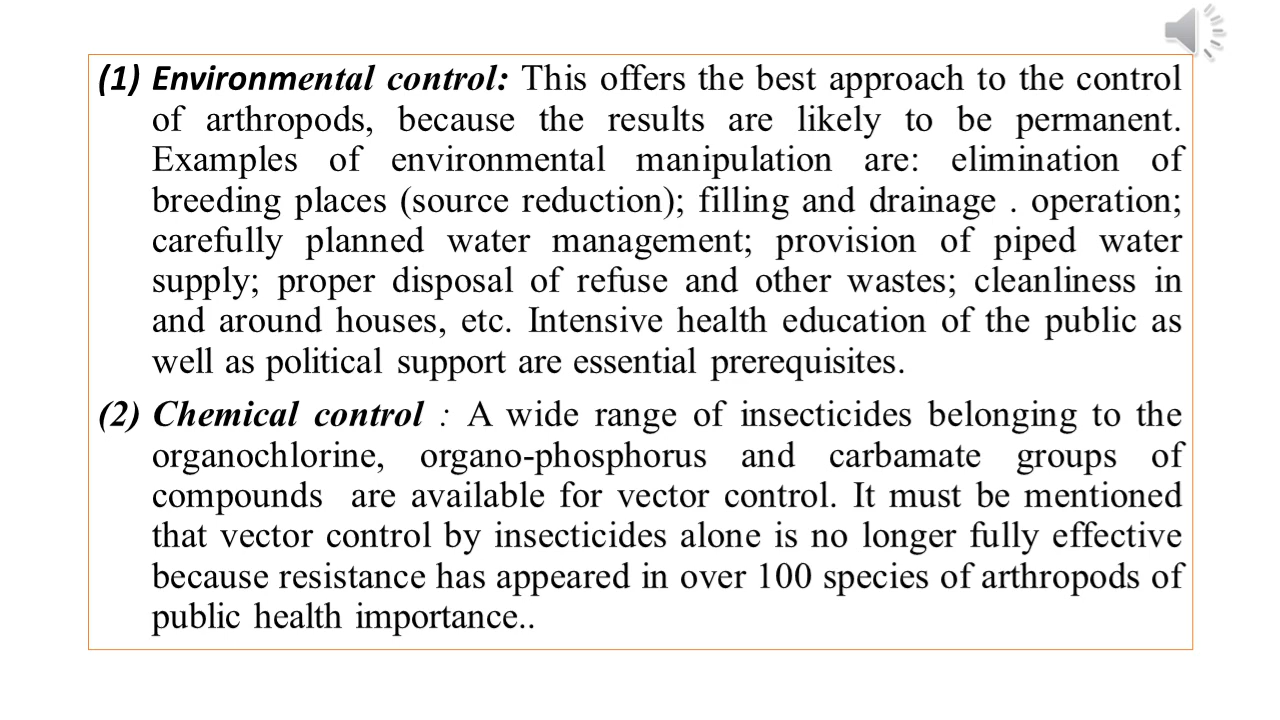 (1) Environmental control: This offers the best approach to the control
of arthropods, because the results are likely to be permanent.
Examples of environmental manipulation are: elimination of
breeding places (source reduction); filling and drainage . operation;
carefully planned water management; provision of piped water
supply; proper disposal of refuse and other wastes; cleanliness in
and around houses, etc. Intensive health education of the public as
well as political support are essential prerequisites.
(2) Chemical control : A wide range of insecticides belonging to the
organochlorine, organo-phosphorus and carbamate groups of
compounds are available for vector control. It must be mentioned
that vector control by insecticides alone is no longer fully effective
because resistance has appeared in over 100 species of arthropods of
public health importance..